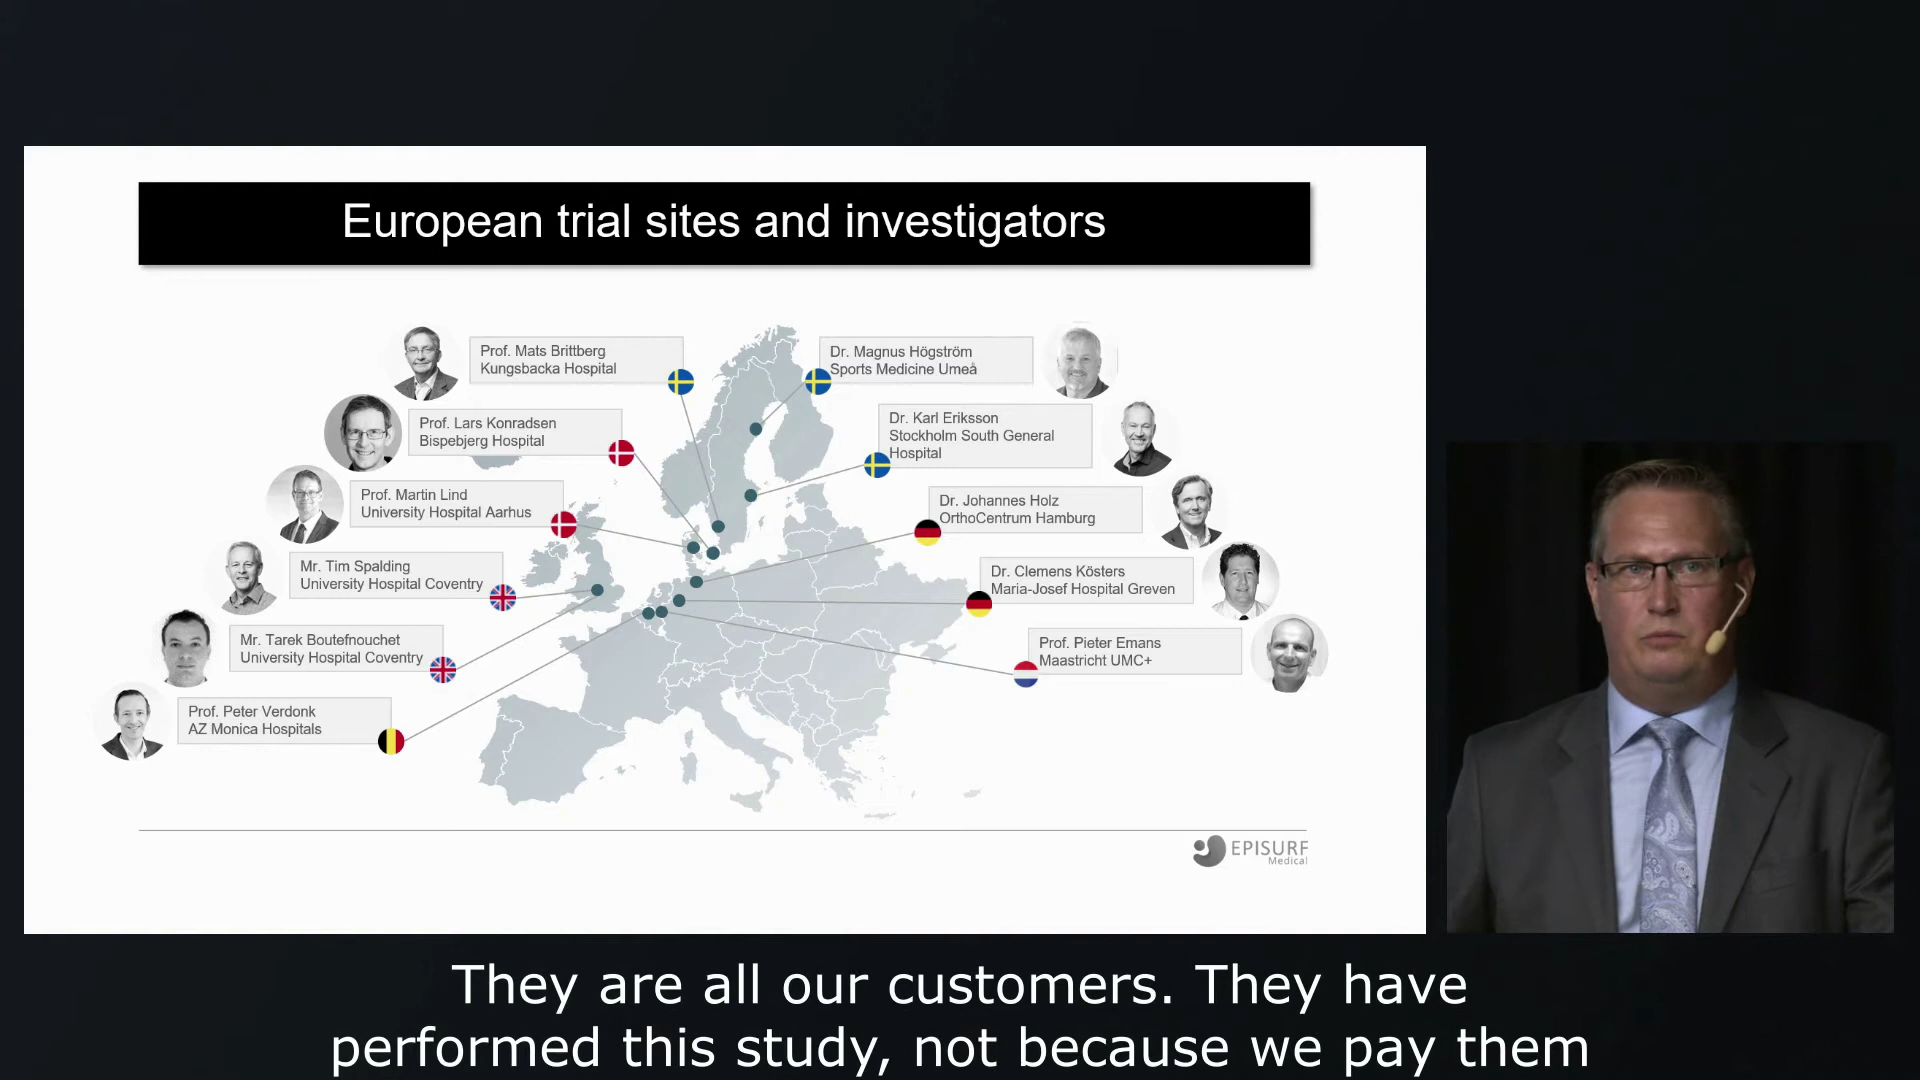 European trial sites and investigators
Prof. Mats Brittberg
Kungsbacka Hospital
Prof. Lars Konradsen
Bispebjerg Hospital
Prof. Martin Lind
University Hospital Aarhus
Mr. Tim Spalding
University Hospital Coventry
Mr. Tarek Boutefnouchet
University Hospital Coventry
Prof. Peter Verdonk
AZ Monica Hospitals
Dr. Magnus Högström
Sports Medicine Umeå
Dr. Karl Eriksson
Stockholm South General
Hospital
Dr. Johannes Holz
OrthoCentrum Hamburg
Dr. Clemens Kösters
Maria-Josef Hospital Greven
Prof. Pieter Emans
Maastricht UMC+
EPISURF
Medical
They are all our customers. They have
performed this study, not because we pay them